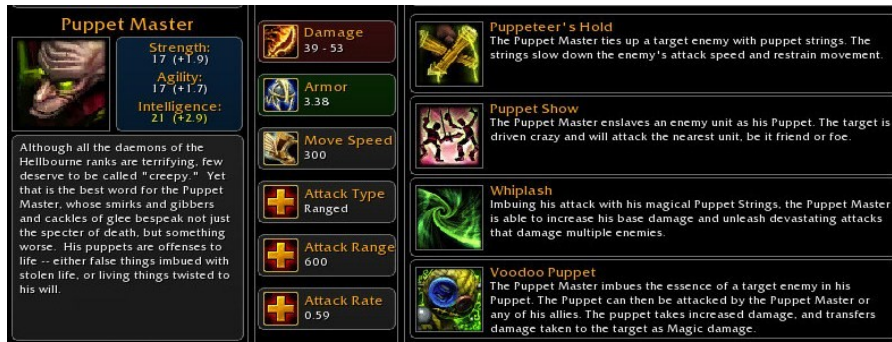 Puppet Master
Strength:
17 (+1.9)
Agility:
17 (+1.7)
Intelligence:
21 (+2.9)
Although all the daemons of the
Hellbourne ranks are terrifying, few
deserve to be called "creepy." Yet
that is the best word for the Puppet
Master, whose smirks and gibbers
and cackles of glee bespeak not just
the specter of death, but something
worse. His puppets are offenses to
life -- either false things imbued with
stolen life, or living things twisted to
his will.
Damage
39 - 53
Armor
3.38
Move Speed
300
Attack Type
Ranged
Attack Range
600
Attack Rate
0.59
Puppeteer's Hold
The Puppet Master ties up a target enemy with puppet strings. The
strings slow down the enemy's attack speed and restrain movement.
Puppet Show
The Puppet Master enslaves an enemy unit as his Puppet. The target is
driven crazy and will attack the nearest unit, be it friend or foe.
Whiplash
Imbuing his attack with his magical Puppet Strings, the Puppet Master
is able to increase his base damage and unleash devastating attacks
that damage multiple enemies.
Voodoo Puppet
The Puppet Master imbues the essence of a target enemy in his
Puppet. The Puppet can then be attacked by the Puppet Master or
any of his allies. The puppet takes increased damage, and transfers
damage taken to the target as Magic damage.